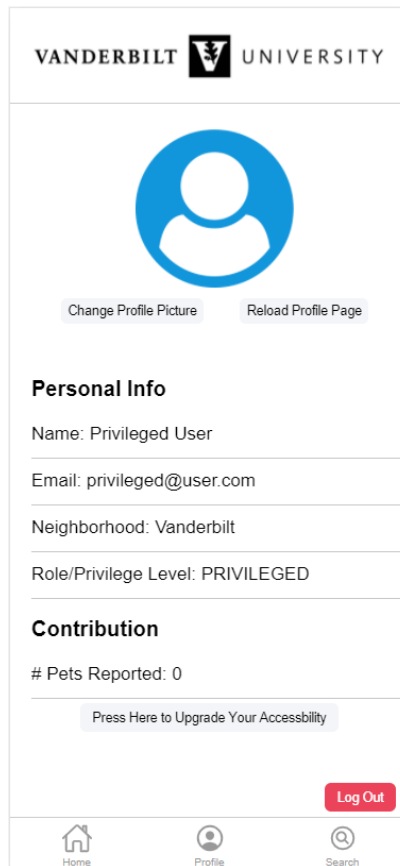 VANDERBILT V UNIVERSITY
Change Profile Picture Reload Profile Page
Personal Info
Name: Privileged User
Email: privileged@user.com
Neighborhood: Vanderbilt
Role/Privilege Level: PRIVILEGED
Contribution
# Pets Reported: 0
Press Here to Upgrade Your Accessbility
Log Out
Home Profile Search